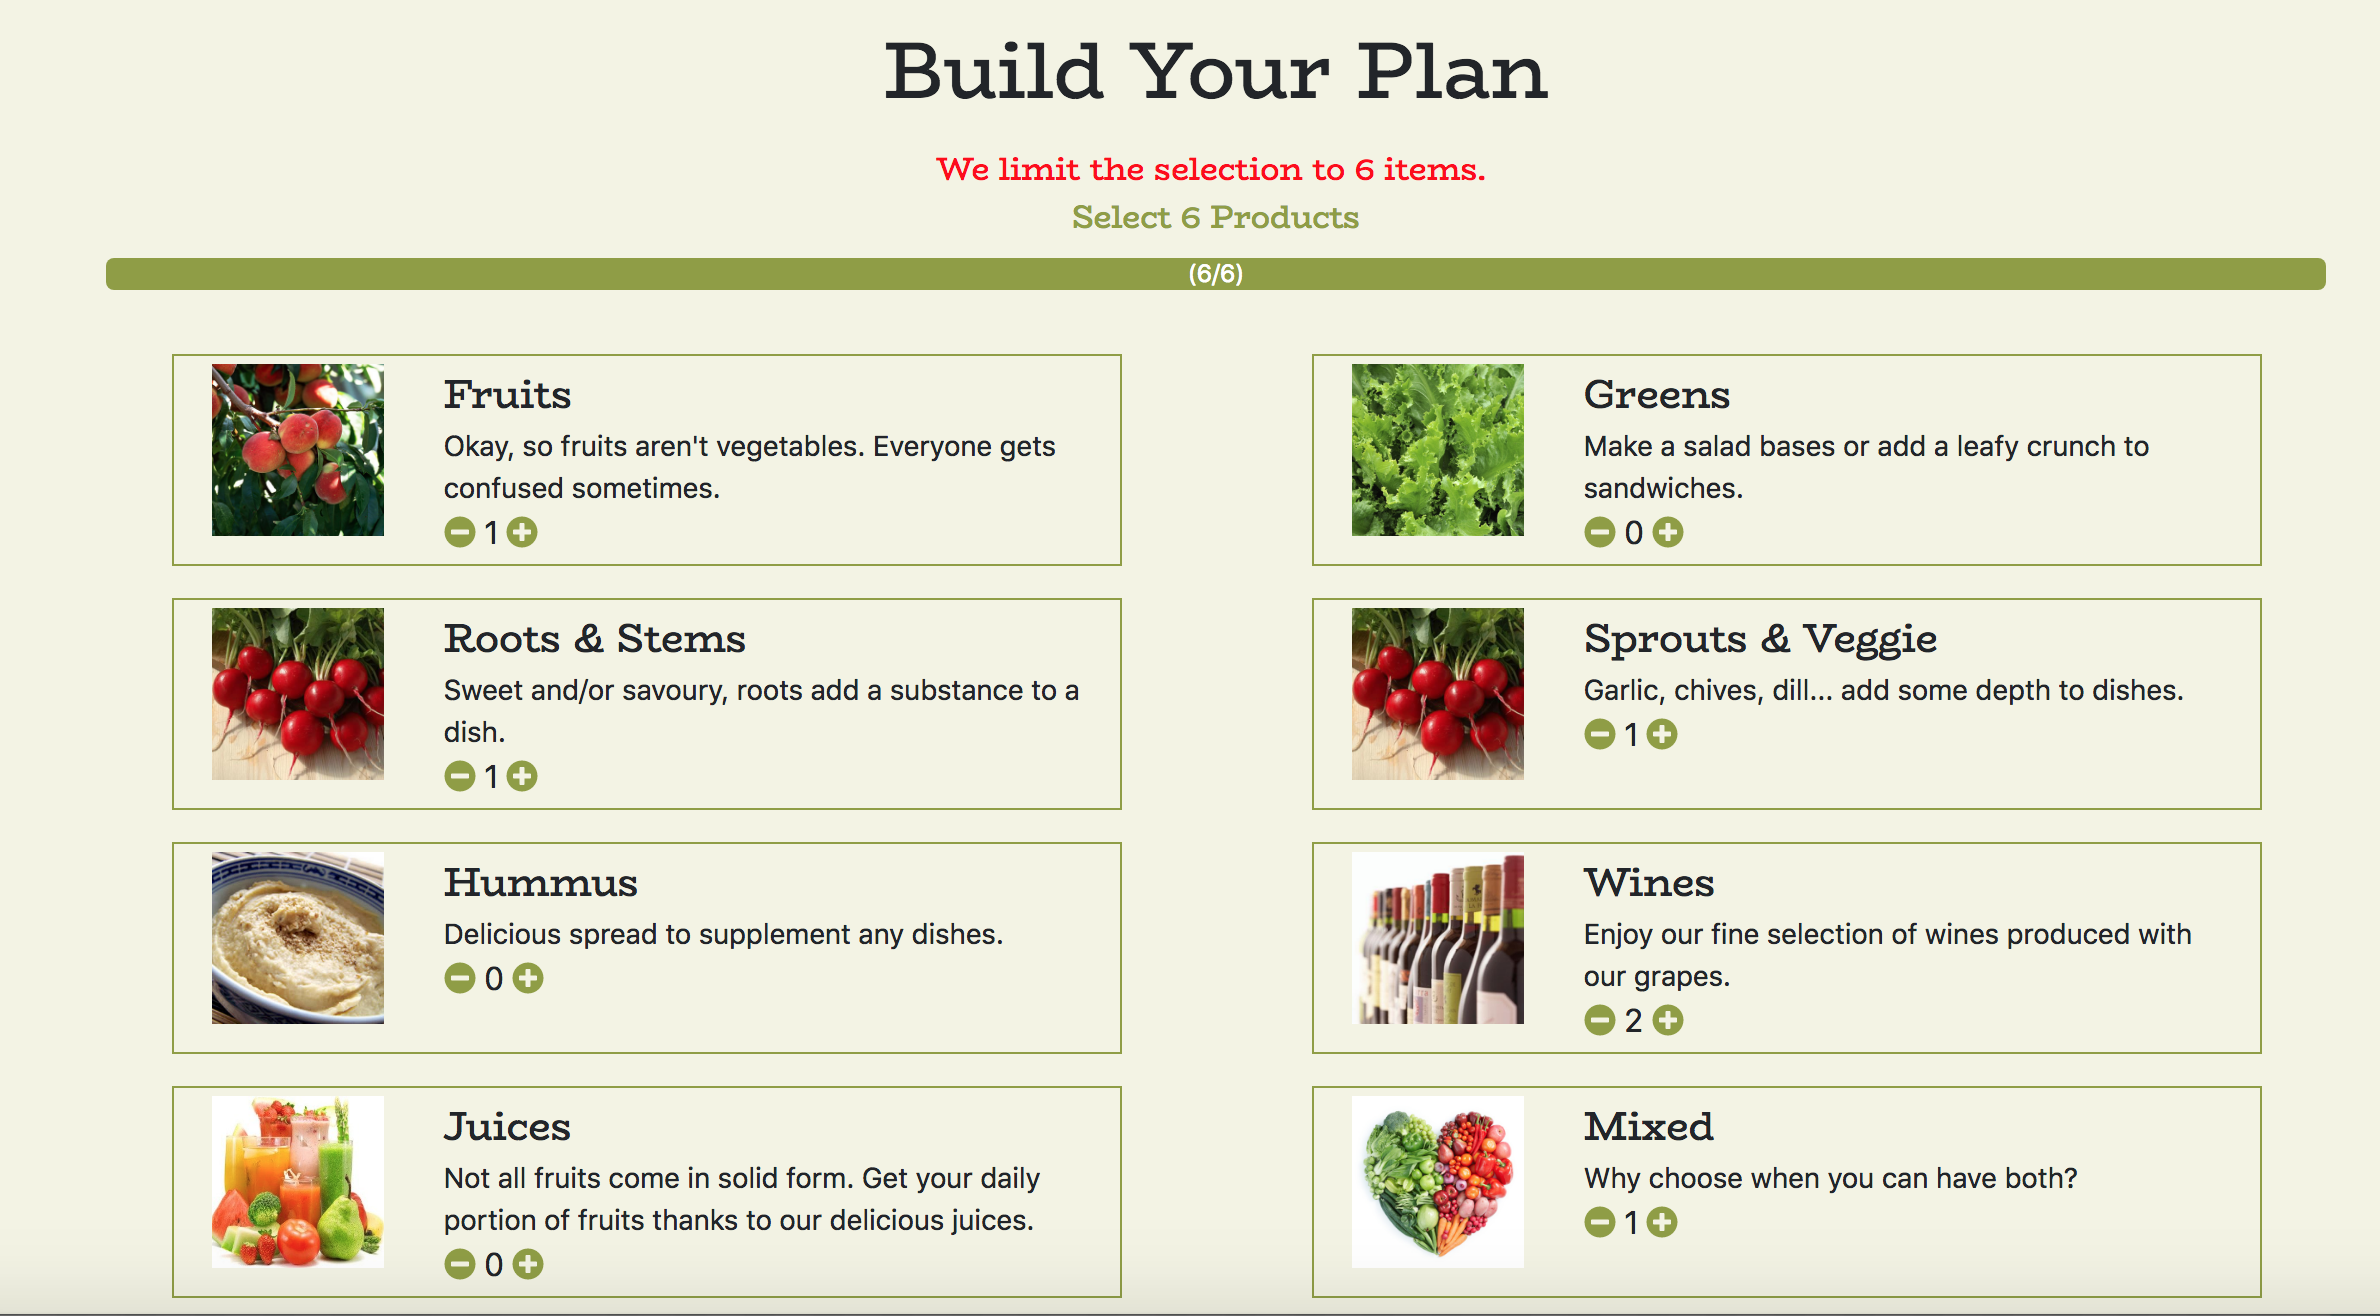 Build Your Plan
We limit the selection to 6 items.
Select 6 Products
(6/6)
Fruits
Okay, so fruits aren't vegetables. Everyone gets
confused sometimes.
1
Greens
Make a salad bases or add a leafy crunch to
sandwiches.
0
Roots & Stems
Sweet and/or savoury, roots add a substance to a
dish.
1
Sprouts & Veggie
Garlic, chives, dill... add some depth to dishes.
1
Hummus
Delicious spread to supplement any dishes.
0
Wines
Enjoy our fine selection of wines produced with
our grapes.
2
Juices
Not all fruits come in solid form. Get your daily
portion of fruits thanks to our delicious juices.
0
Mixed
Why choose when you can have both?
1